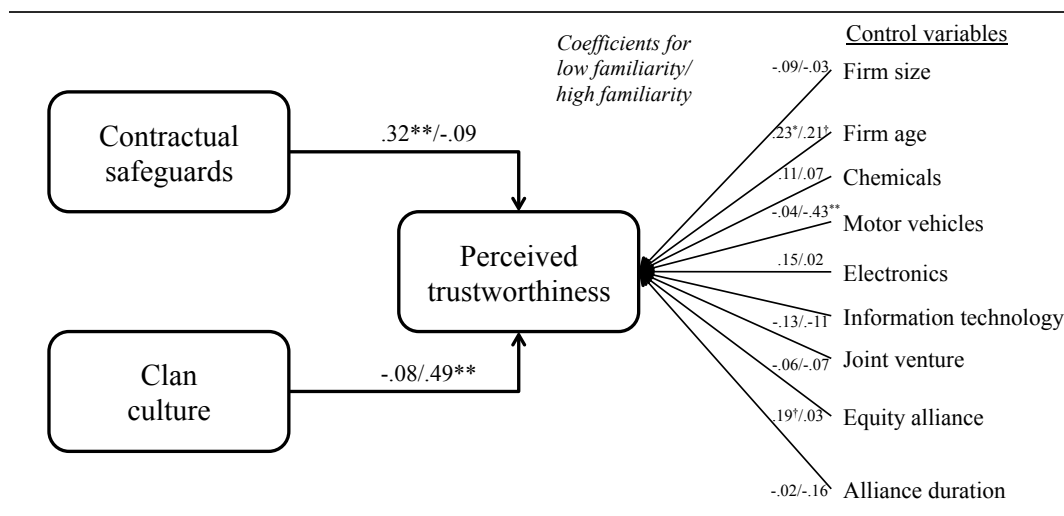 Control variables
Coefficients for
low familiarity/
high familiarity
-.09/-.03 Firm size
Contractual
safeguards
.32**/-.09
.23*/.21† Firm age
.11/.07 Chemicals
-.04/-.43** Motor vehicles
Perceived
trustworthiness
.15/.02 Electronics
-.13/-11 Information technology
-.06/-.07 Joint venture
Clan
culture
-.08/.49**
.19†/.03 Equity alliance
-.02/-.16 Alliance duration